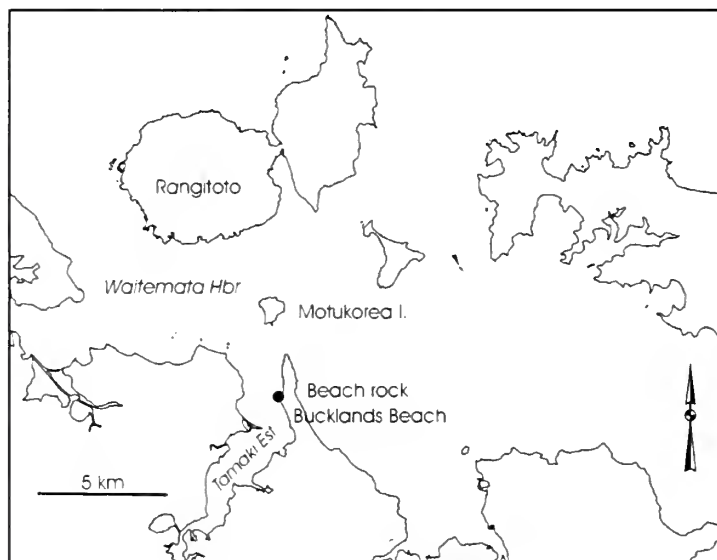 Rangitoto
Waitemata Hbr
Motukorea I.
Beach rock
Bucklands Beach
Tamaki Est
5 km